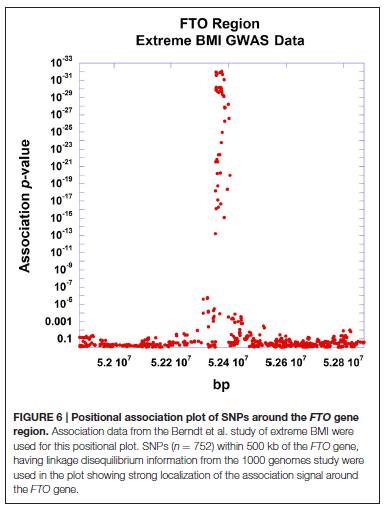 FTO Region
Extreme BMI GWAS Data
10-33
10-31
10-29
10-27
10-26
10-23
10-21
10-19
10-17
10-15
10-13
10-11
10-9
10-7
10-6
0.001
0.1
Association p-value
5.2 10⁷ 5.22 10⁷ 5.24 10⁷ 5.26 10⁷ 5.28 10⁷
bp
FIGURE 6 | Positional association plot of SNPs around the FTO gene
region. Association data from the Berndt et al. study of extreme BMI were
used for this positional plot. SNPs (n = 752) within 500 kb of the FTO gene,
having linkage disequilibrium information from the 1000 genomes study were
used in the plot showing strong localization of the association signal around
the FTO gene.